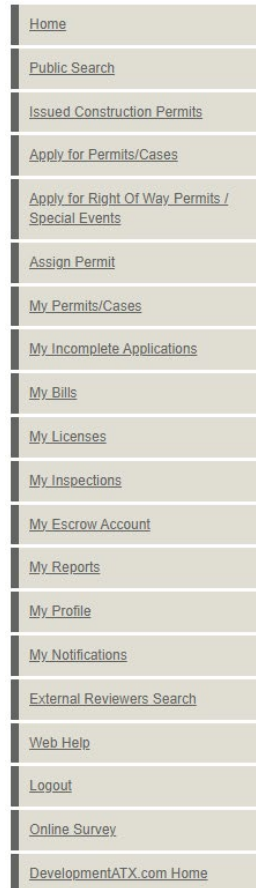 Home
Public Search
Issued Construction Permits
Apply for Permits/Cases
Apply for Right Of Way Permits /
Special Events
Assign Permit
My Permits/Cases
My Incomplete Applications
My Bills
My Licenses
My Inspections
My Escrow Account
My Reports
My Profile
My Notifications
External Reviewers Search
Web Help
Logout
Online Survey
DevelopmentATX.com Home